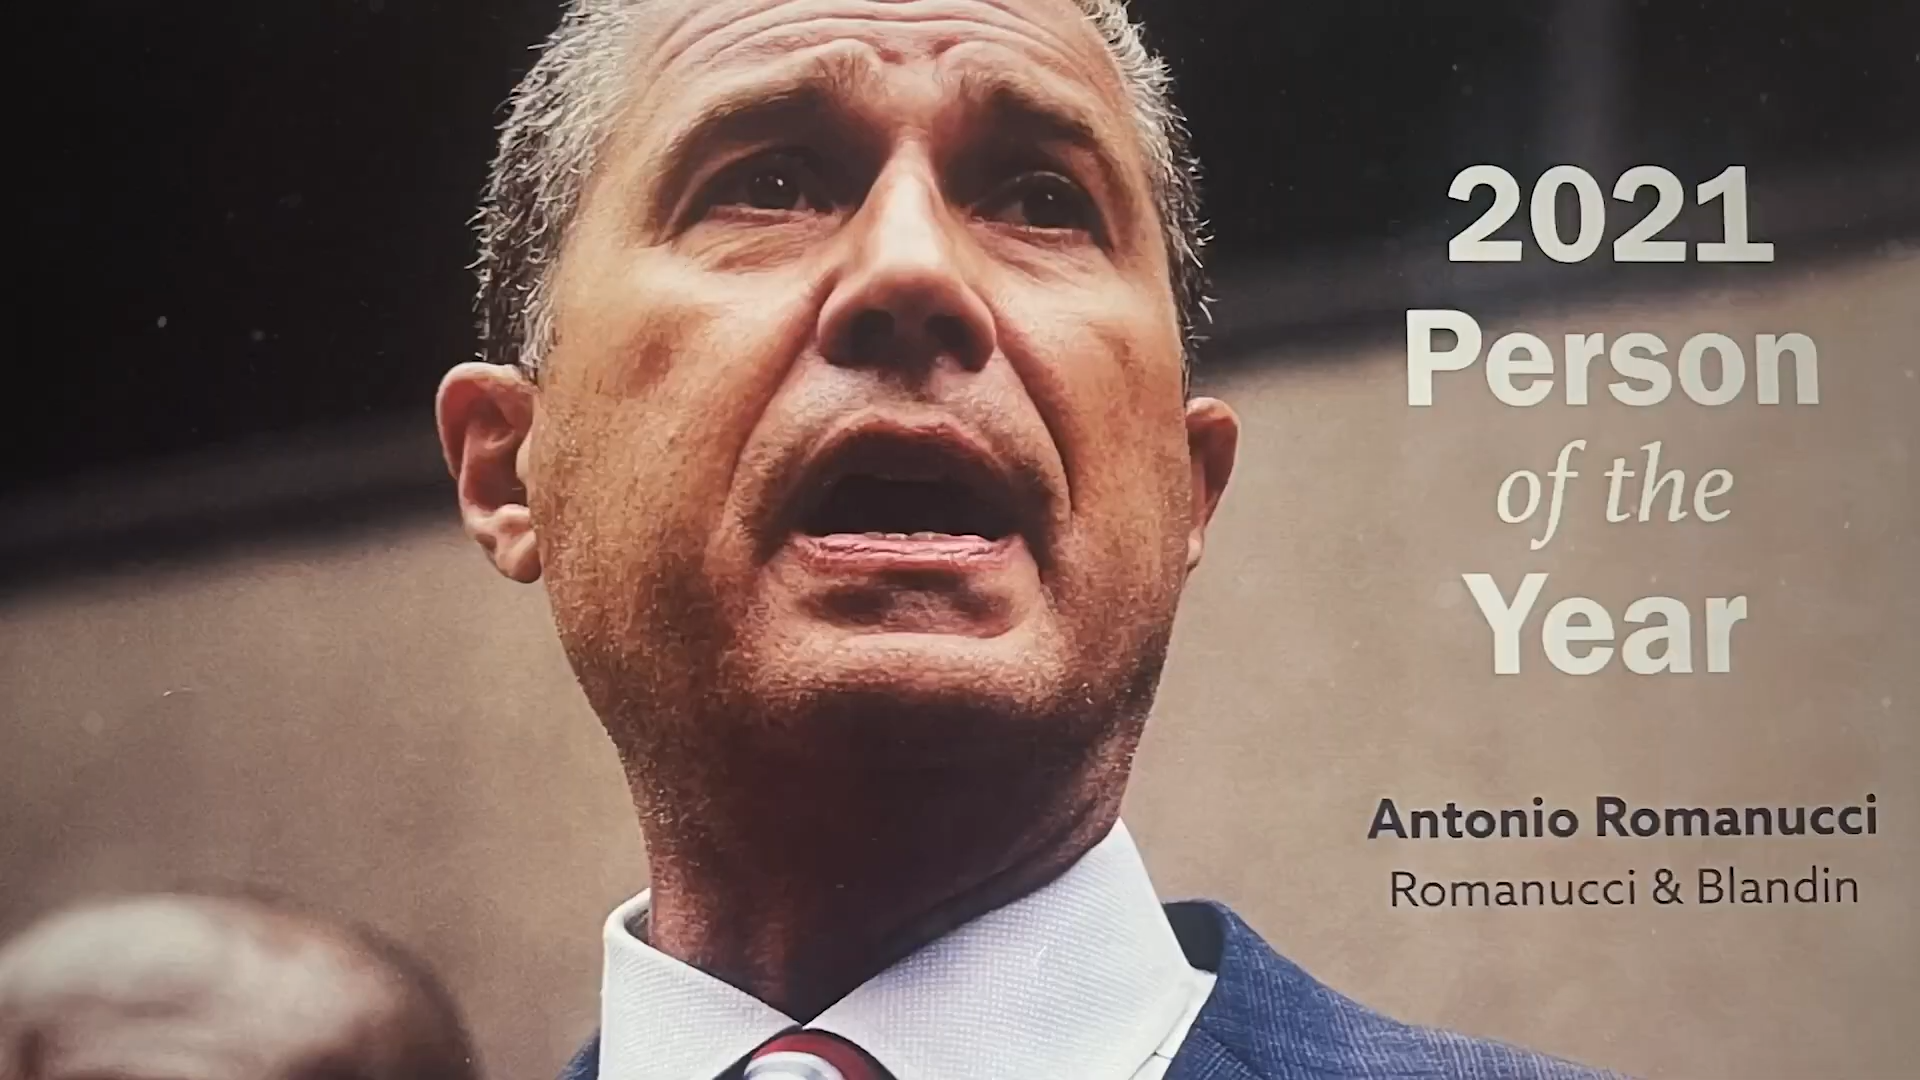 2021
Person
of the
Year
Antonio Romanucci
Romanucci & Blandin